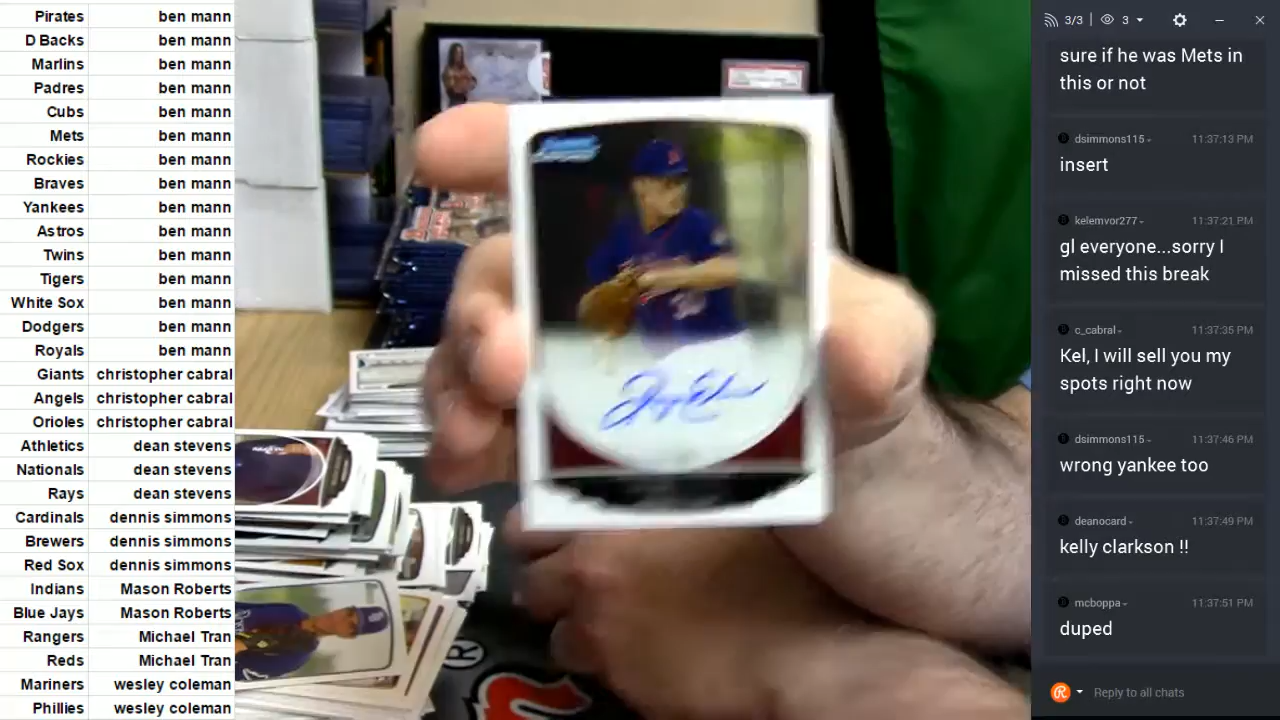 Pirates ben mann
D Backs ben mann
Marlins ben mann
Padres ben mann
Cubs ben mann
Mets ben mann
Rockies ben mann
Braves ben mann
Yankees ben mann
Astros ben mann
Twins ben mann
Tigers ben mann
White Sox ben mann
Dodgers ben mann
Royals ben mann
Giants christopher cabral
Angels christopher cabral
Orioles christopher cabral
Athletics dean stevens
Nationals dean stevens
Rays dean stevens
Cardinals dennis simmons
Brewers dennis simmons
Red Sox dennis simmons
Indians Mason Roberts
Blue Jays Mason Roberts
Rangers Michael Tran
Reds Michael Tran
Mariners wesley coleman
Phillies wesley coleman
3/3 3
sure if he was Mets in
this or not
dsimmons115 11:37:13 PM
insert
kelemvor277 11:37:21 PM
gl everyone...sorry I
missed this break
c_cabral 11:37:35 PM
Kel, I will sell you my
spots right now
dsimmons115 11:37:46 PM
wrong yankee too
deanocard 11:37:49 PM
kelly clarkson !!
mcboppa 11:37:51 PM
duped
Reply to all chats